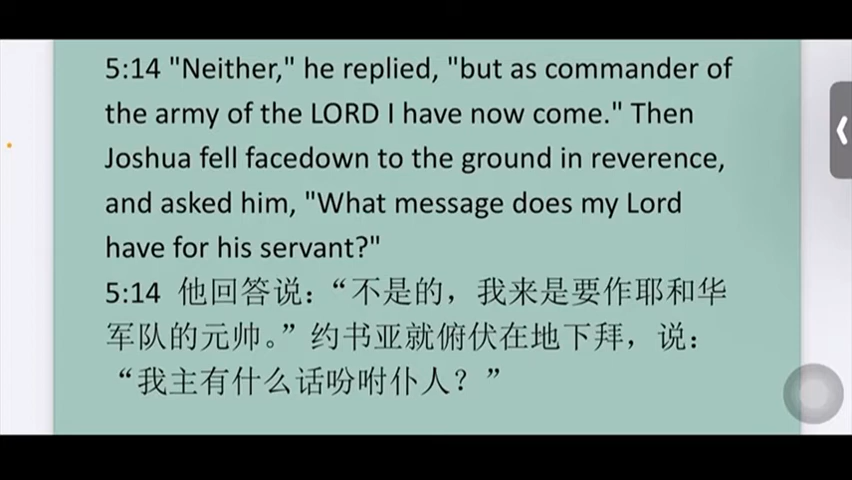 5:14 "Neither," he replied, "but as commander of
the army of the LORD I have now come." Then
Joshua fell facedown to the ground in reverence,
and asked him, "What message does my Lord
have for his servant?"
5:14 他回答说：“不是的，我来是要作耶和华
军队的元帅。”约书亚就俯伏在地下拜，说：
“我主有什么话吩咐仆人？”